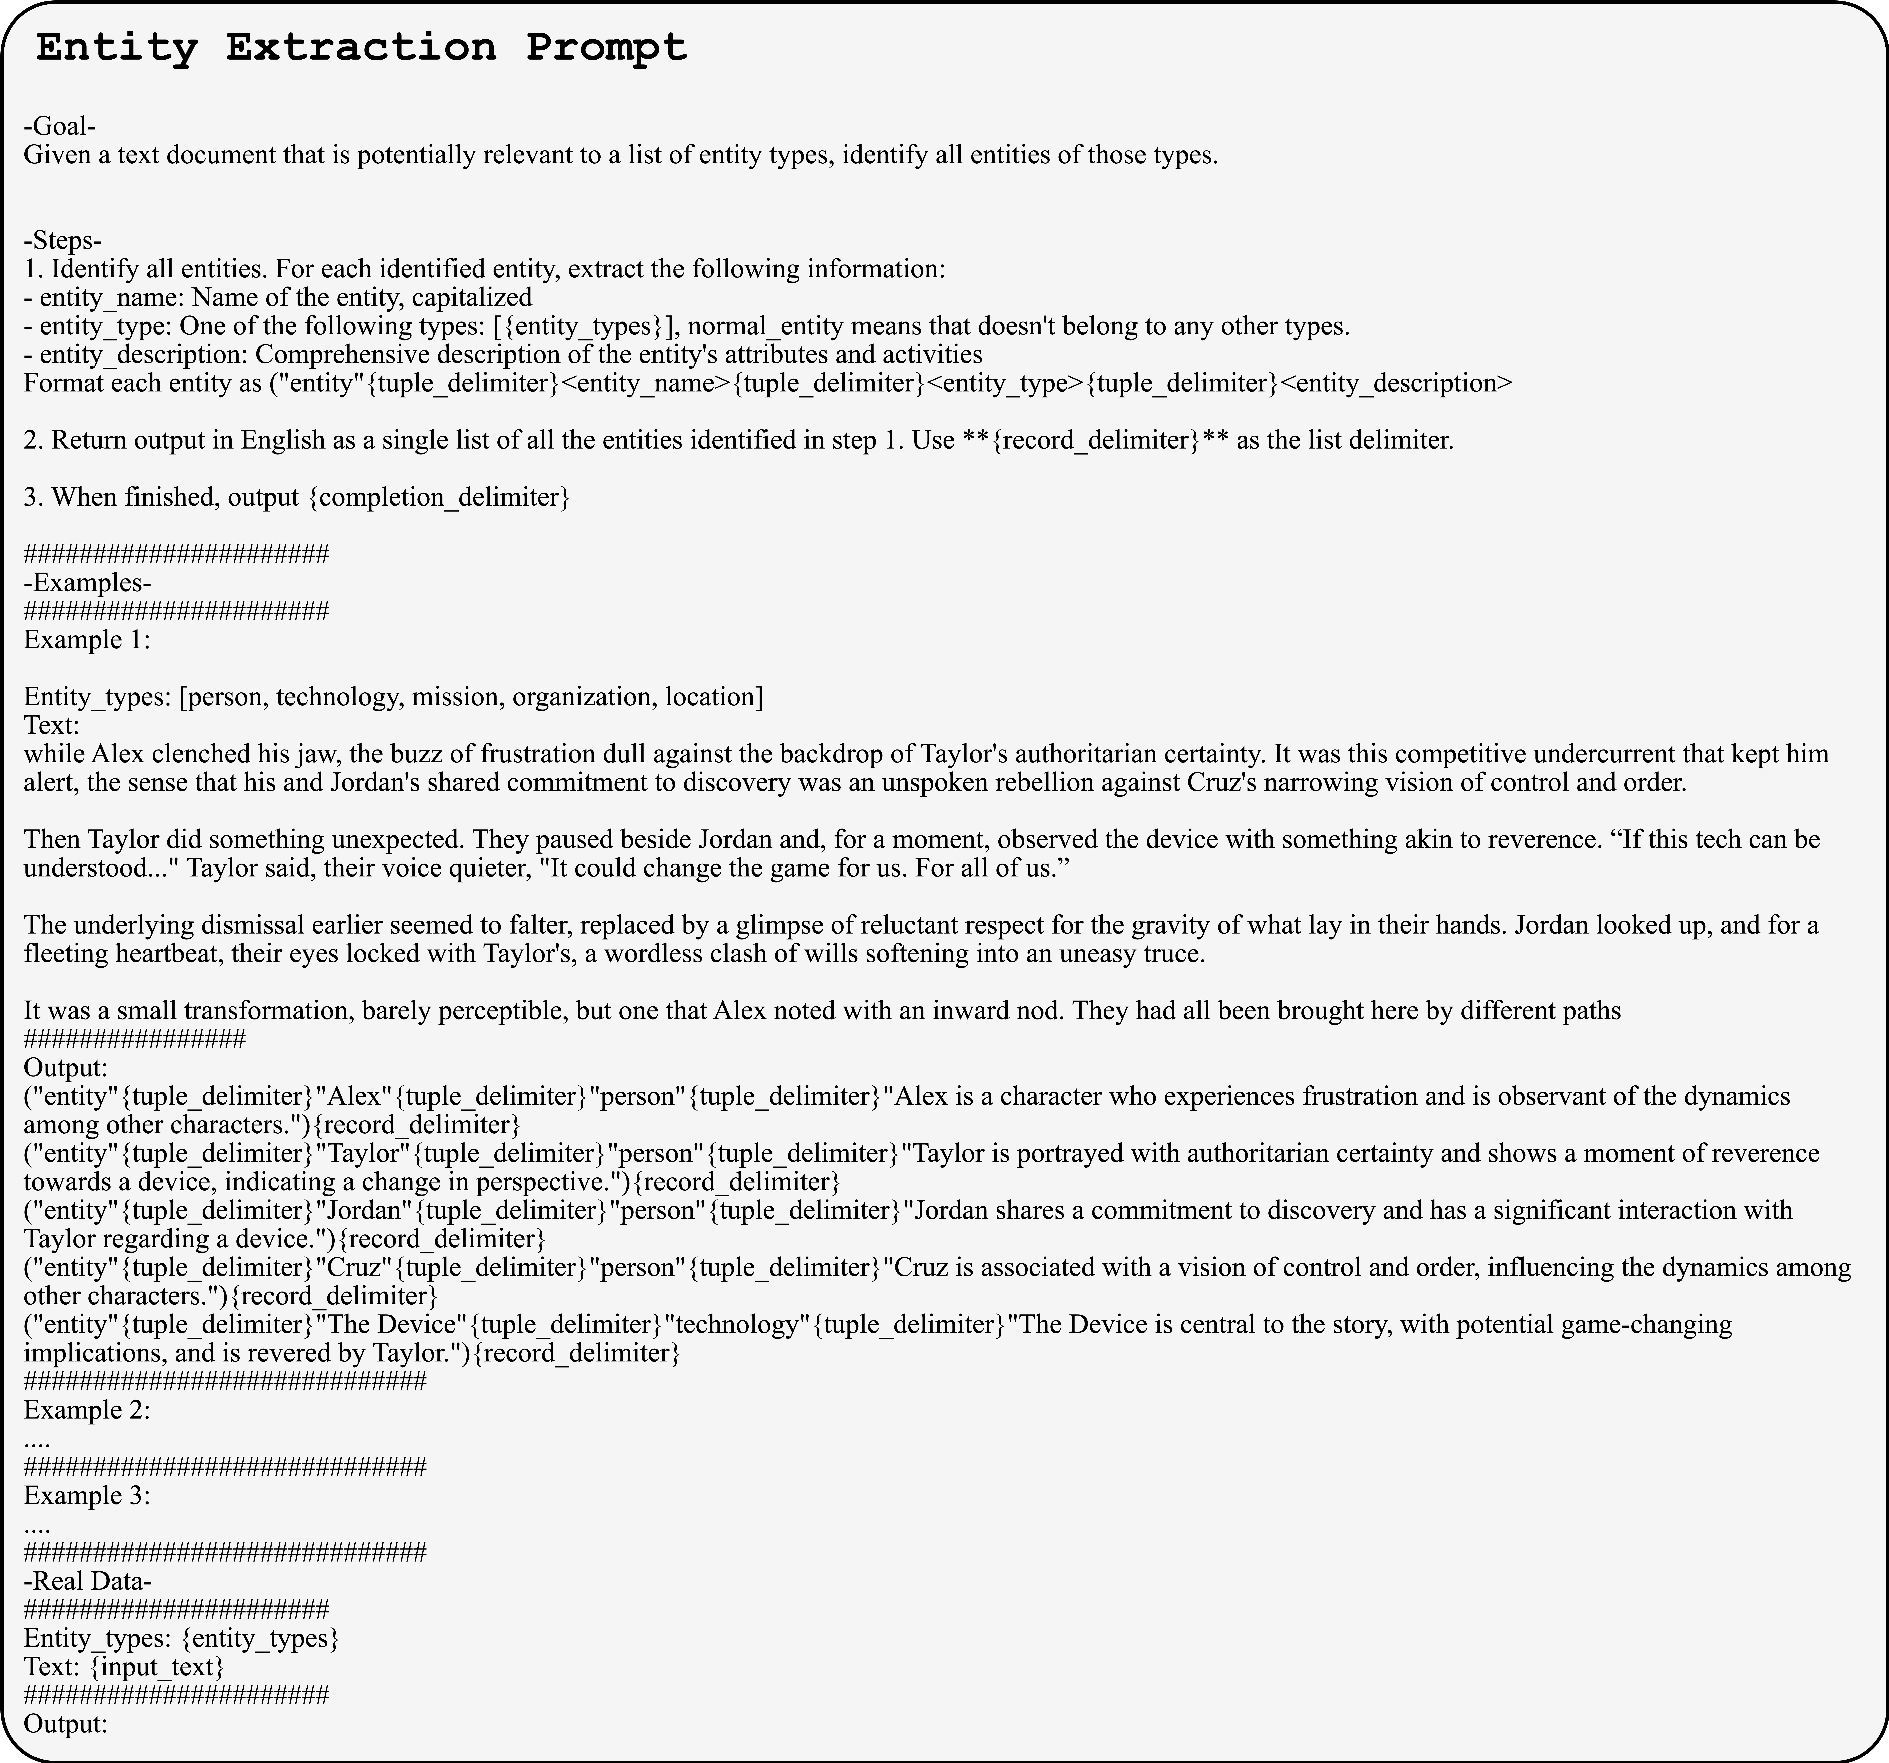 Entity Extraction Prompt
-Goal-
Given a text document that is potentially relevant to a list of entity types, identify all entities of those types.
-Steps-
1. Identify all entities. For each identified entity, extract the following information:
- entity_name: Name of the entity, capitalized
- entity_type: One of the following types: [{entity_types}], normal_entity means that doesn't belong to any other types.
- entity_description: Comprehensive description of the entity's attributes and activities
Format each entity as ("entity"{tuple_delimiter}<entity_name>{tuple_delimiter}<entity_type>{tuple_delimiter}<entity_description>
2. Return output in English as a single list of all the entities identified in step 1. Use **{record_delimiter}** as the list delimiter.
3. When finished, output {completion_delimiter}
######################
-Examples-
######################
Example 1:
Entity_types: [person, technology, mission, organization, location]
Text:
while Alex clenched his jaw, the buzz of frustration dull against the backdrop of Taylor's authoritarian certainty. It was this competitive undercurrent that kept him
alert, the sense that his and Jordan's shared commitment to discovery was an unspoken rebellion against Cruz's narrowing vision of control and order.
Then Taylor did something unexpected. They paused beside Jordan and, for a moment, observed the device with something akin to reverence. “If this tech can be
understood..." Taylor said, their voice quieter, "It could change the game for us. For all of us.”
The underlying dismissal earlier seemed to falter, replaced by a glimpse of reluctant respect for the gravity of what lay in their hands. Jordan looked up, and for a
fleeting heartbeat, their eyes locked with Taylor's, a wordless clash of wills softening into an uneasy truce.
It was a small transformation, barely perceptible, but one that Alex noted with an inward nod. They had all been brought here by different paths
################
Output:
("entity"{tuple_delimiter}"Alex"{tuple_delimiter}"person"{tuple_delimiter}"Alex is a character who experiences frustration and is observant of the dynamics
among other characters."){record_delimiter}
("entity"{tuple_delimiter}"Taylor"{tuple_delimiter}"person"{tuple_delimiter}"Taylor is portrayed with authoritarian certainty and shows a moment of reverence
towards a device, indicating a change in perspective."){record_delimiter}
("entity"{tuple_delimiter}"Jordan"{tuple_delimiter}"person"{tuple_delimiter}"Jordan shares a commitment to discovery and has a significant interaction with
Taylor regarding a device."){record_delimiter}
("entity"{tuple_delimiter}"Cruz"{tuple_delimiter}"person"{tuple_delimiter}"Cruz is associated with a vision of control and order, influencing the dynamics among
other characters."){record_delimiter}
("entity"{tuple_delimiter}"The Device"{tuple_delimiter}"technology"{tuple_delimiter}"The Device is central to the story, with potential game-changing
implications, and is revered by Taylor."){record_delimiter}
#############################
Example 2:
....
#############################
Example 3:
....
#############################
-Real Data-
######################
Entity_types: {entity_types}
Text: {input_text}
######################
Output: